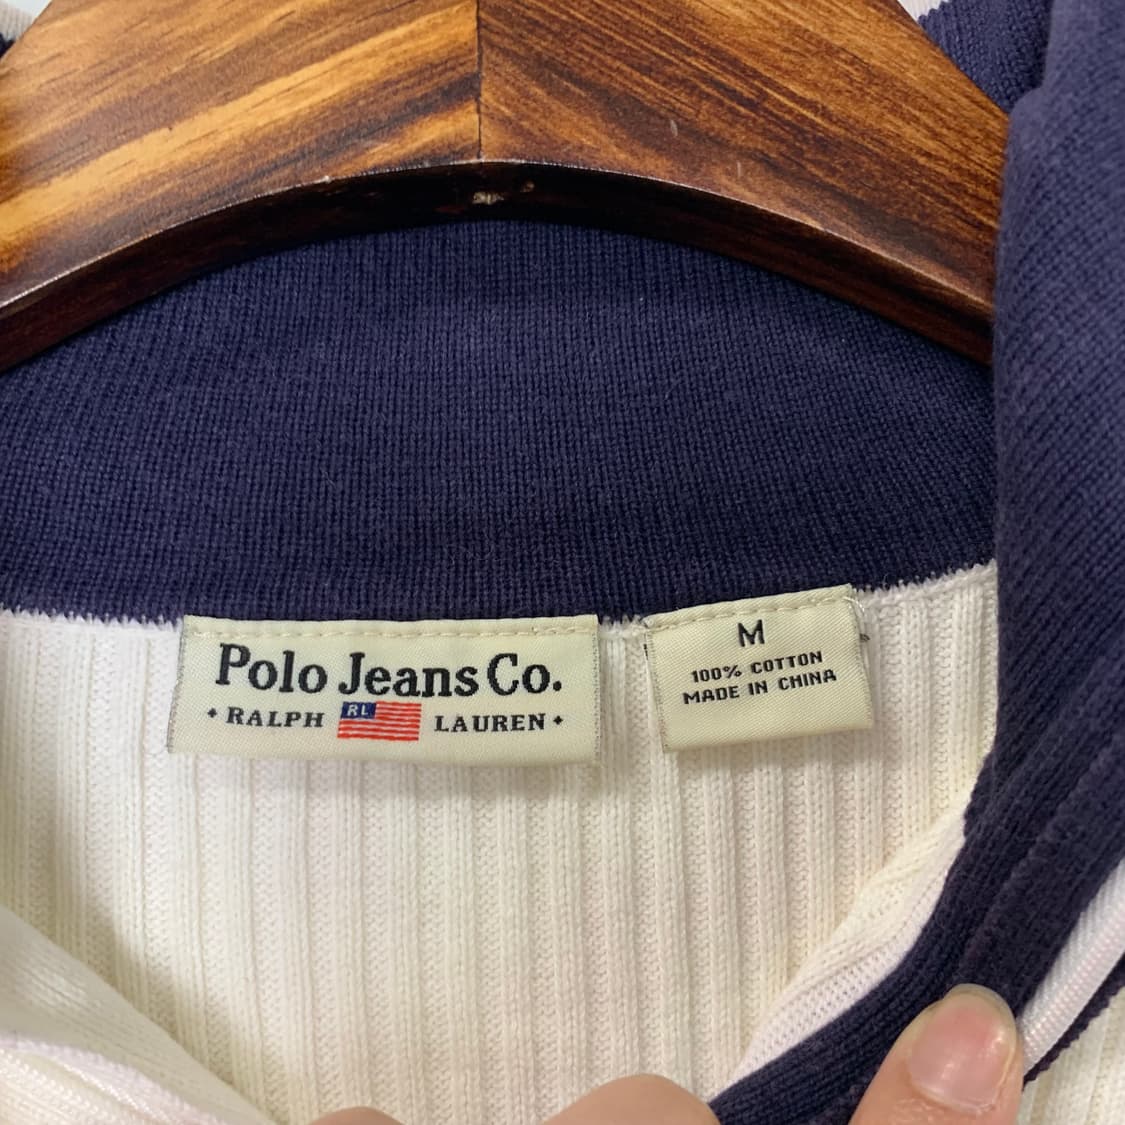 Polo Jeans Co.
RALPH RL LAUREN
M
100% COTTON
MADE IN CHINA